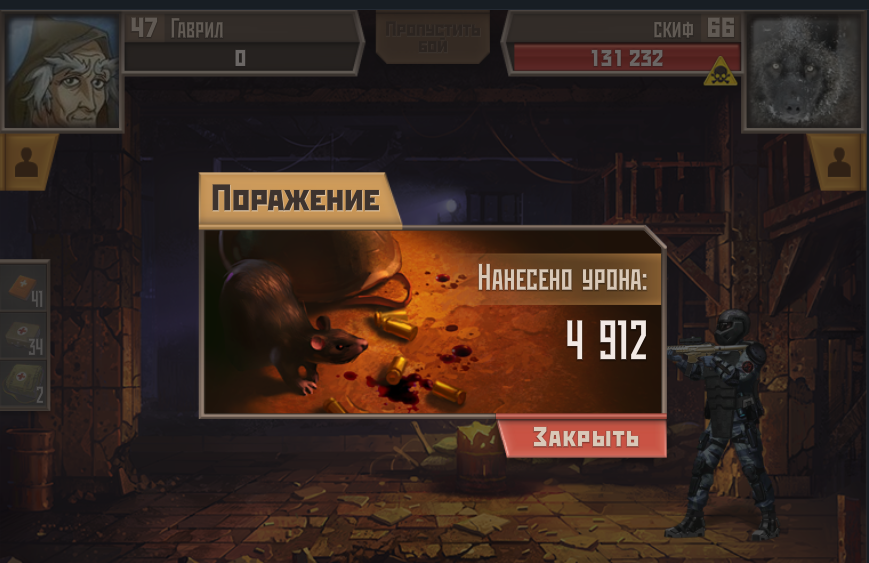 47 Гаврил
0
Пропустить
бой
скиф 66
131 232
Поражение
Нанесено урона:
4 912
41
34
2
Закрыть